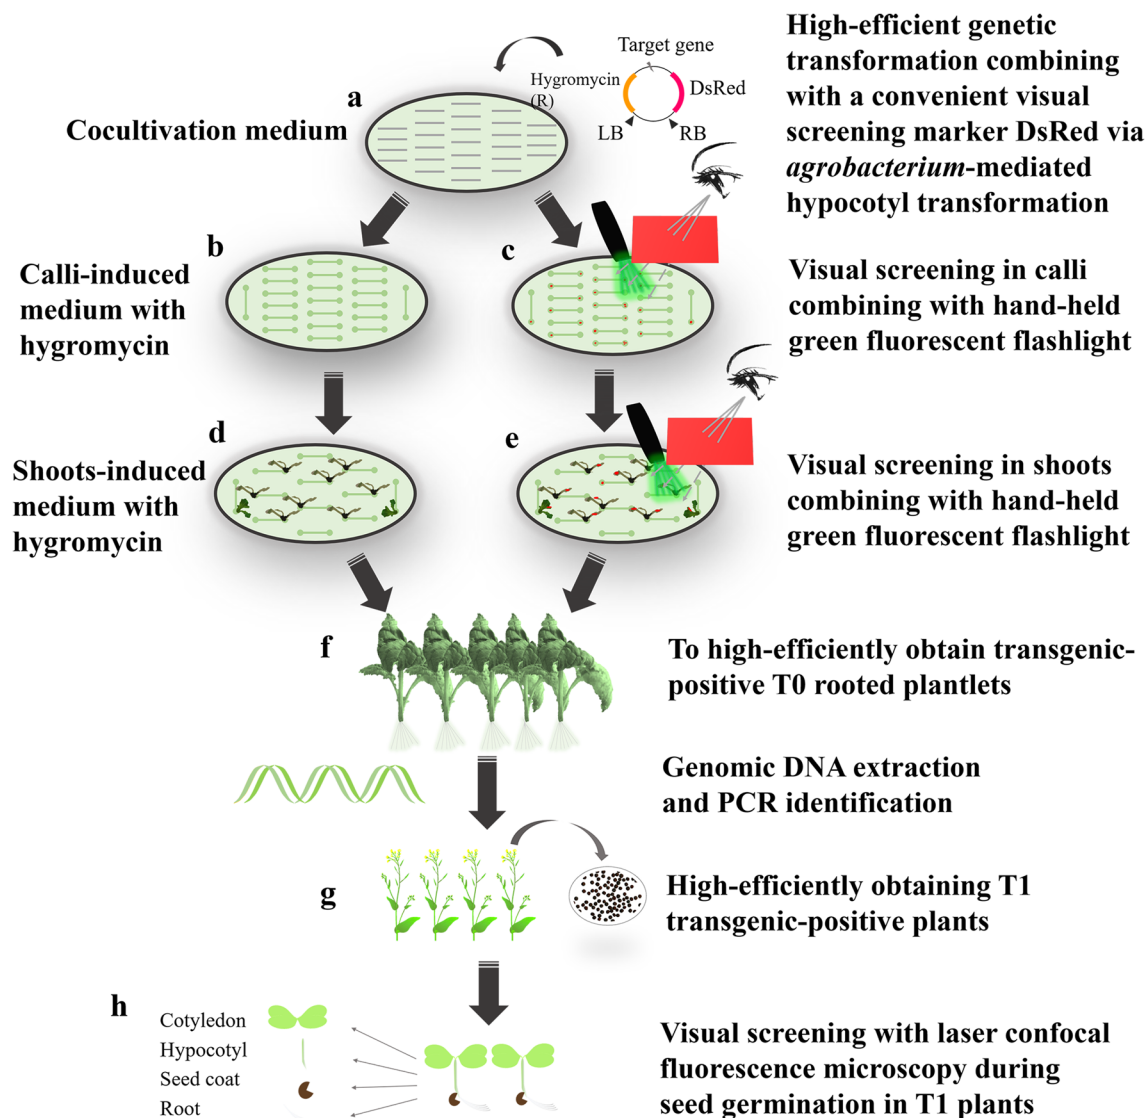 High-efficient genetic
transformation combining
with a convenient visual
screening marker DsRed via
agrobacterium-mediated
hypocotyl transformation
Target gene
Hygromycin
(R)
DsRed
LB
RB
a
Cocultivation medium
b
Calli-induced
medium with
hygromycin
c
Visual screening in calli
combining with hand-held
green fluorescent flashlight
d
Shoots-induced
medium with
hygromycin
e
Visual screening in shoots
combining with hand-held
green fluorescent flashlight
f
To high-efficiently obtain transgenic-
positive T0 rooted plantlets
Genomic DNA extraction
and PCR identification
g
High-efficiently obtaining T1
transgenic-positive plants
h
Cotyledon
Hypocotyl
Seed coat
Root
Visual screening with laser confocal
fluorescence microscopy during
seed germination in T1 plants